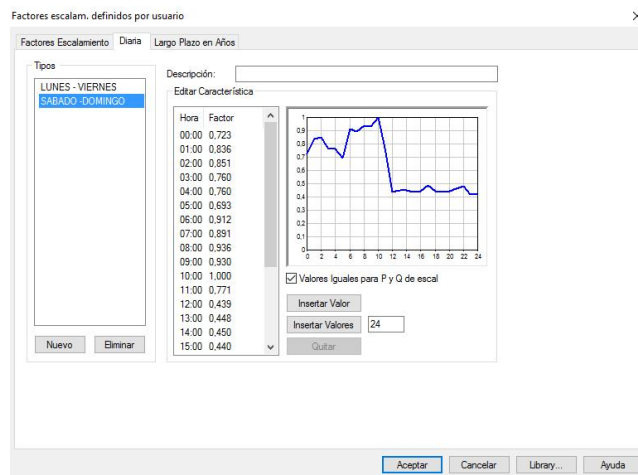 Factores escalam. definidos por usuario
Factores Escalamiento Diaria Largo Plazo en Años
Tipos
LUNES - VIERNES
SABADO -DOMINGO
Nuevo Eliminar
Descripción:
Editar Característica
Hora Factor
00:00 0,723
01:00 0,836
02:00 0,851
03:00 0,760
04:00 0,760
05:00 0,693
06:00 0,912
07:00 0,891
08:00 0,936
09:00 0,930
10:00 1,000
11:00 0,771
12:00 0,439
13:00 0,448
14:00 0,450
15:00 0,440
1
0,9
0,8
0,7
0,6
0,5
0,4
0,3
0,2
0,1
0
0 2 4 6 8 10 12 14 16 18 20 22 24
Valores Iguales para P y Q de escal
Insertar Valor
Insertar Valores 24
Quitar
Aceptar Cancelar Library... Ayuda